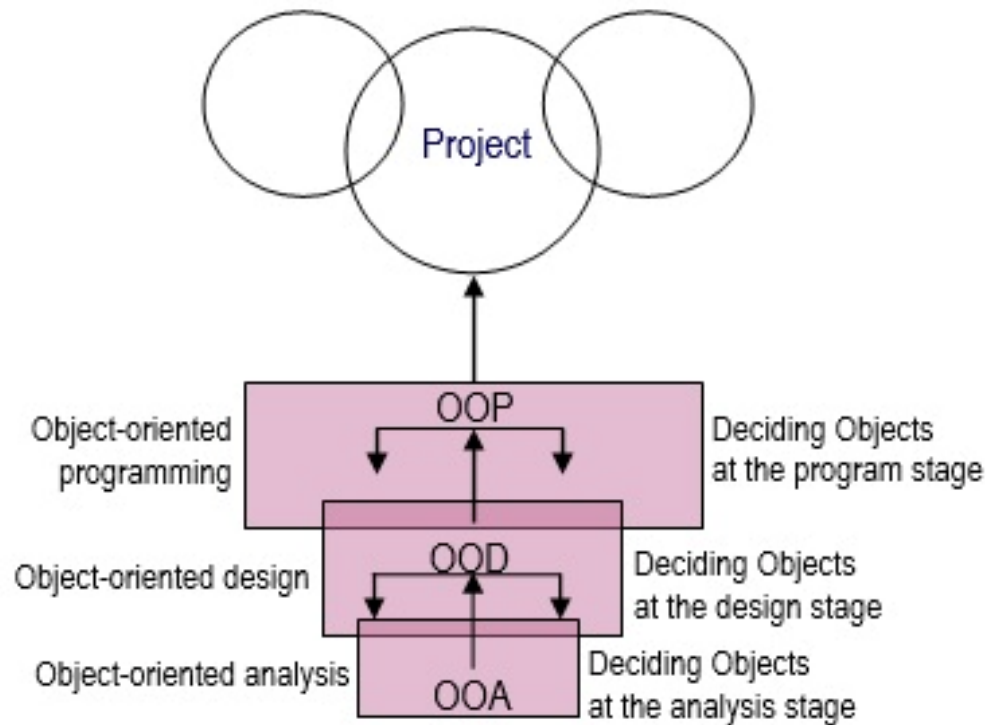 Project
OOP
Object-oriented
programming
Deciding Objects
at the program stage
OOD
Object-oriented design
Deciding Objects
at the design stage
Object-oriented analysis
OOA
Deciding Objects
at the analysis stage